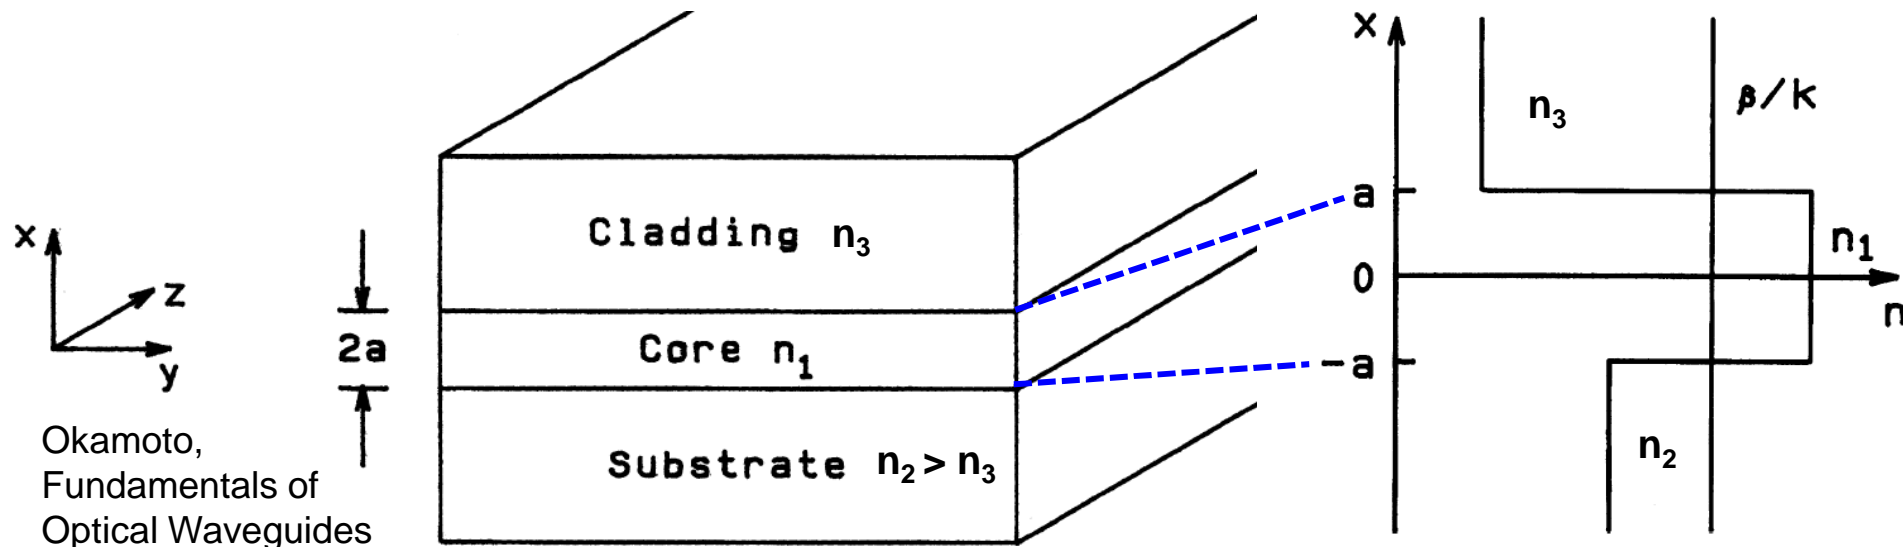 x
z
y
2a
Okamoto,
Fundamentals of
Optical Waveguides
Cladding n₃
Core n₁
Substrate n₂ > n₃
x
n₃
β/k
a
n₁
0
n
-a
n₂